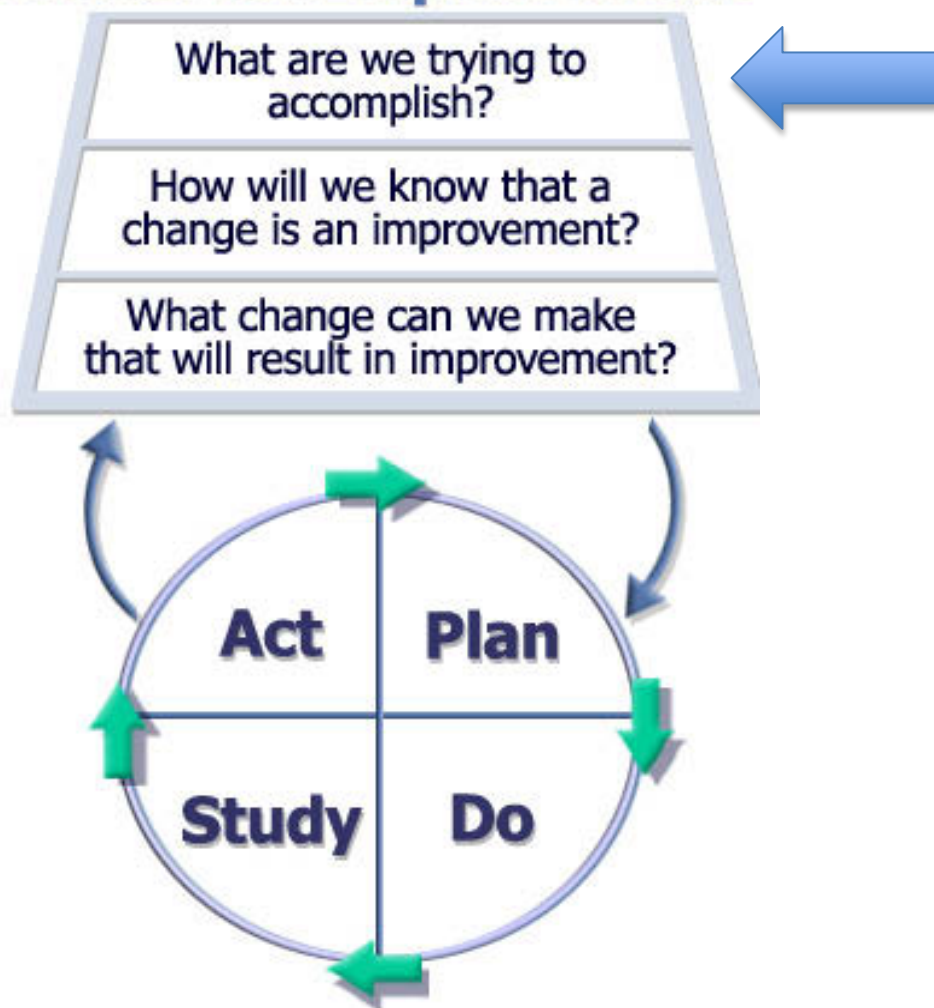 What are we trying to
accomplish?
How will we know that a
change is an improvement?
What change can we make
that will result in improvement?
Act Plan
Study Do